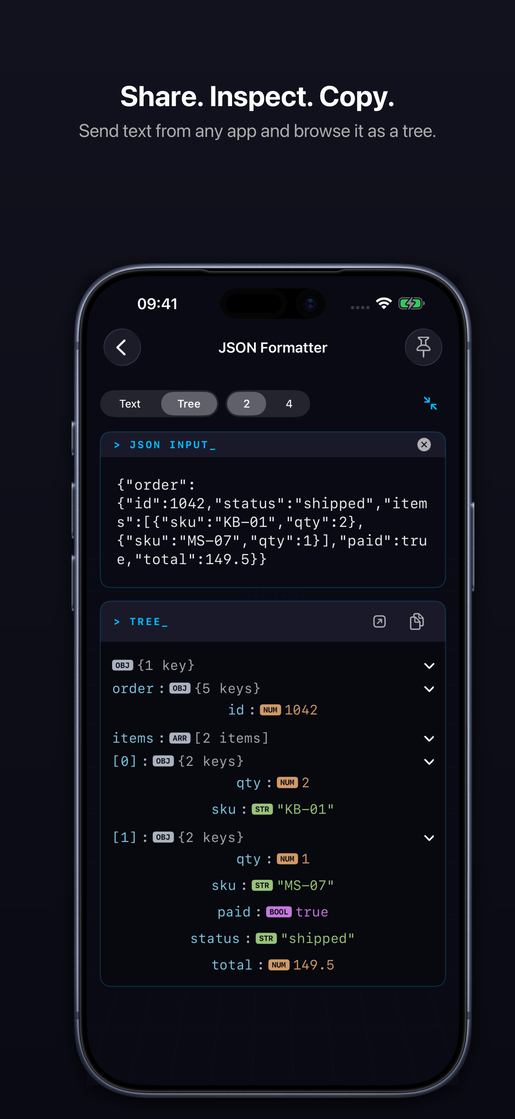 Share. Inspect. Copy.
Send text from any app and browse it as a tree.
09:41
JSON Formatter
Text Tree 2 4
> JSON INPUT_
{"order":
{"id":1042,"status":"shipped","item
s":[{"sku":"KB-01","qty":2},
{"sku":"MS-07","qty":1}],"paid":tru
e,"total":149.5}}
> TREE_
OBJ {1 key}
order : OBJ {5 keys}
id : NUM 1042
items : ARR [2 items]
[0] : OBJ {2 keys}
qty : NUM 2
sku : STR "KB-01"
[1] : OBJ {2 keys}
qty : NUM 1
sku : STR "MS-07"
paid : BOOL true
status : STR "shipped"
total : NUM 149.5